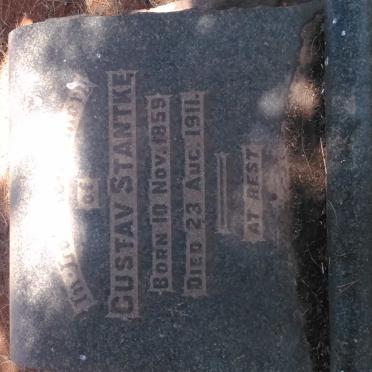 of
GUSTAV STANTKE
BORN 10 NOV. 1859
DIED 23 AUG. 1911.
AT REST